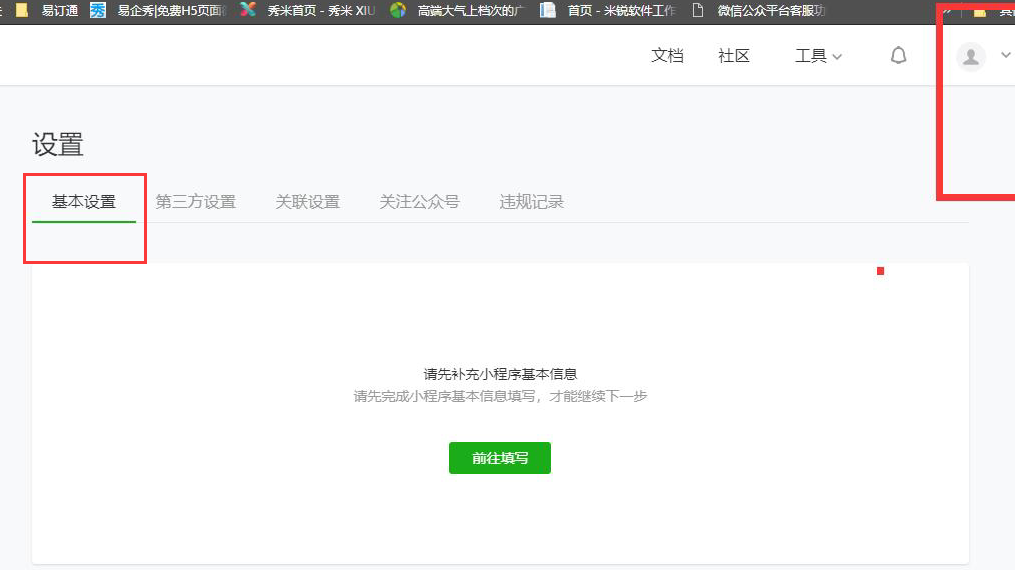 易订通 易企秀|免费H5页面 秀米首页 - 秀米 XIU 高端大气上档次的广 首页 - 米锐软件工作 微信公众平台客服功 »
文档 社区 工具
设置
基本设置 第三方设置 关联设置 关注公众号 违规记录
请先补充小程序基本信息
请先完成小程序基本信息填写，才能继续下一步
前往填写